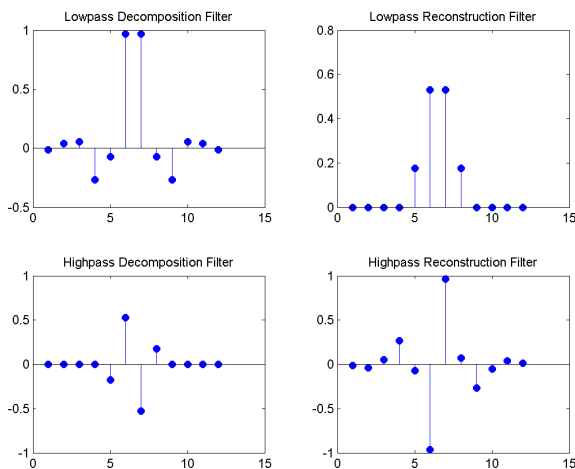 Lowpass Decomposition Filter
1
0.5
0
-0.5
0 5 10 15
Lowpass Reconstruction Filter
0.8
0.6
0.4
0.2
0
0 5 10 15
Highpass Decomposition Filter
1
0.5
0
-0.5
-1
0 5 10 15
Highpass Reconstruction Filter
1
0.5
0
-0.5
-1
0 5 10 15